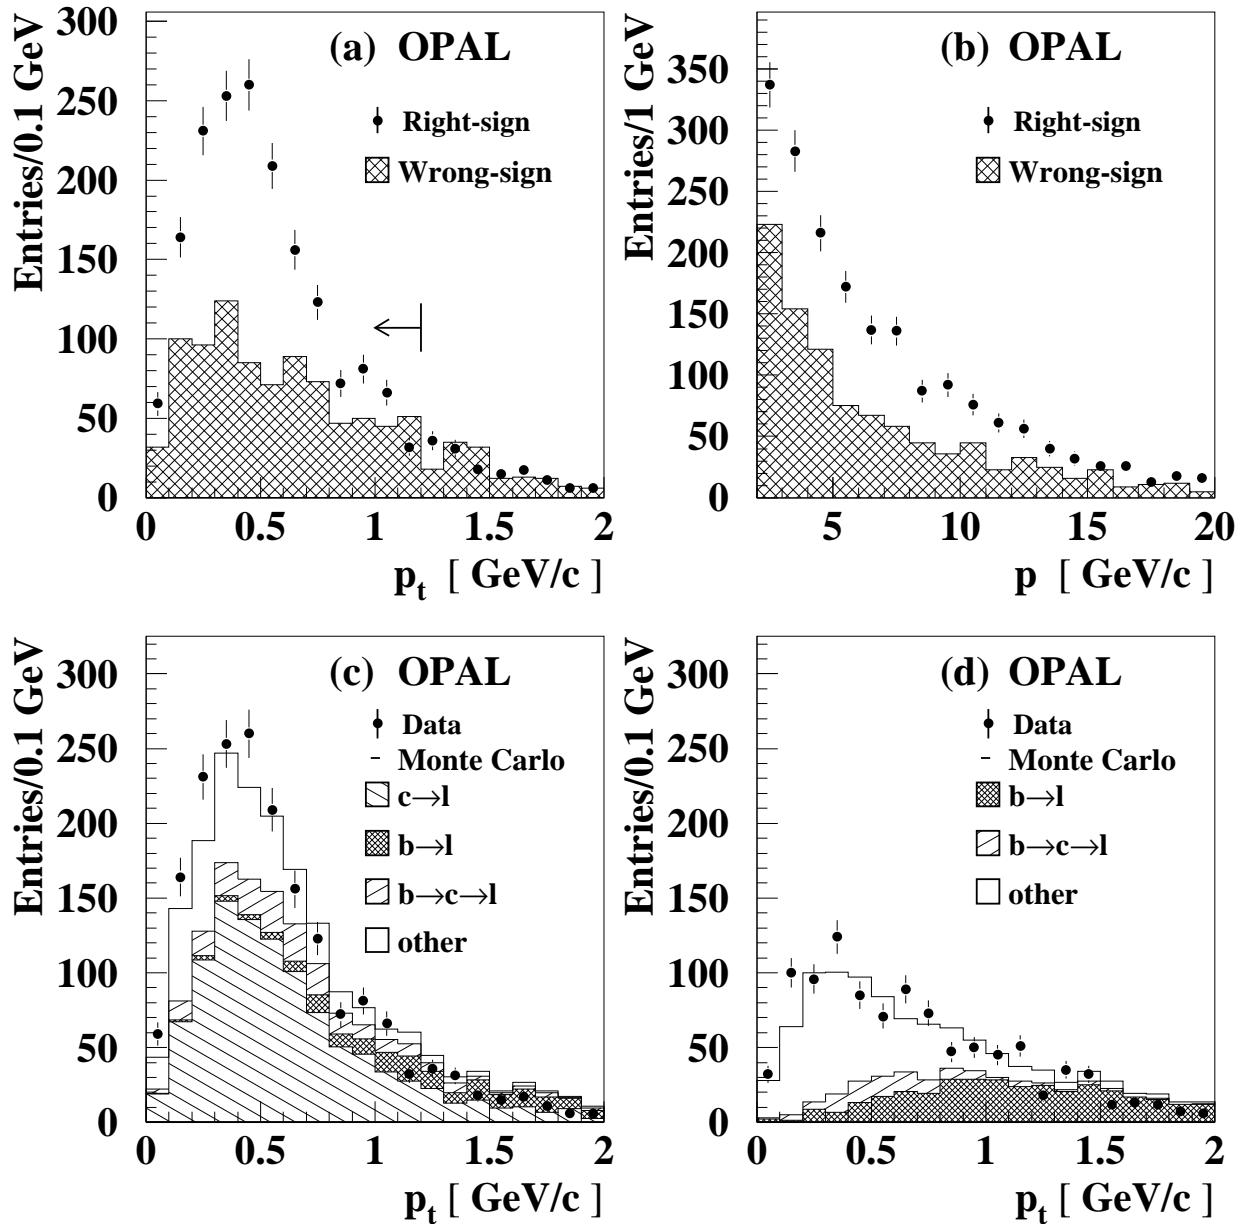 (a) OPAL
Entries/0.1 GeV
300
250
200
150
100
50
0
Right-sign
Wrong-sign
0 0.5 1 1.5 2
p_t [ GeV/c ]
(b) OPAL
Entries/1 GeV
350
300
250
200
150
100
50
0
Right-sign
Wrong-sign
5 10 15 20
p [ GeV/c ]
(c) OPAL
Entries/0.1 GeV
300
250
200
150
100
50
0
Data
Monte Carlo
c→l
b→l
b→c→l
other
0 0.5 1 1.5 2
p_t [ GeV/c ]
(d) OPAL
Entries/0.1 GeV
300
250
200
150
100
50
0
Data
Monte Carlo
b→l
b→c→l
other
0 0.5 1 1.5 2
p_t [ GeV/c ]